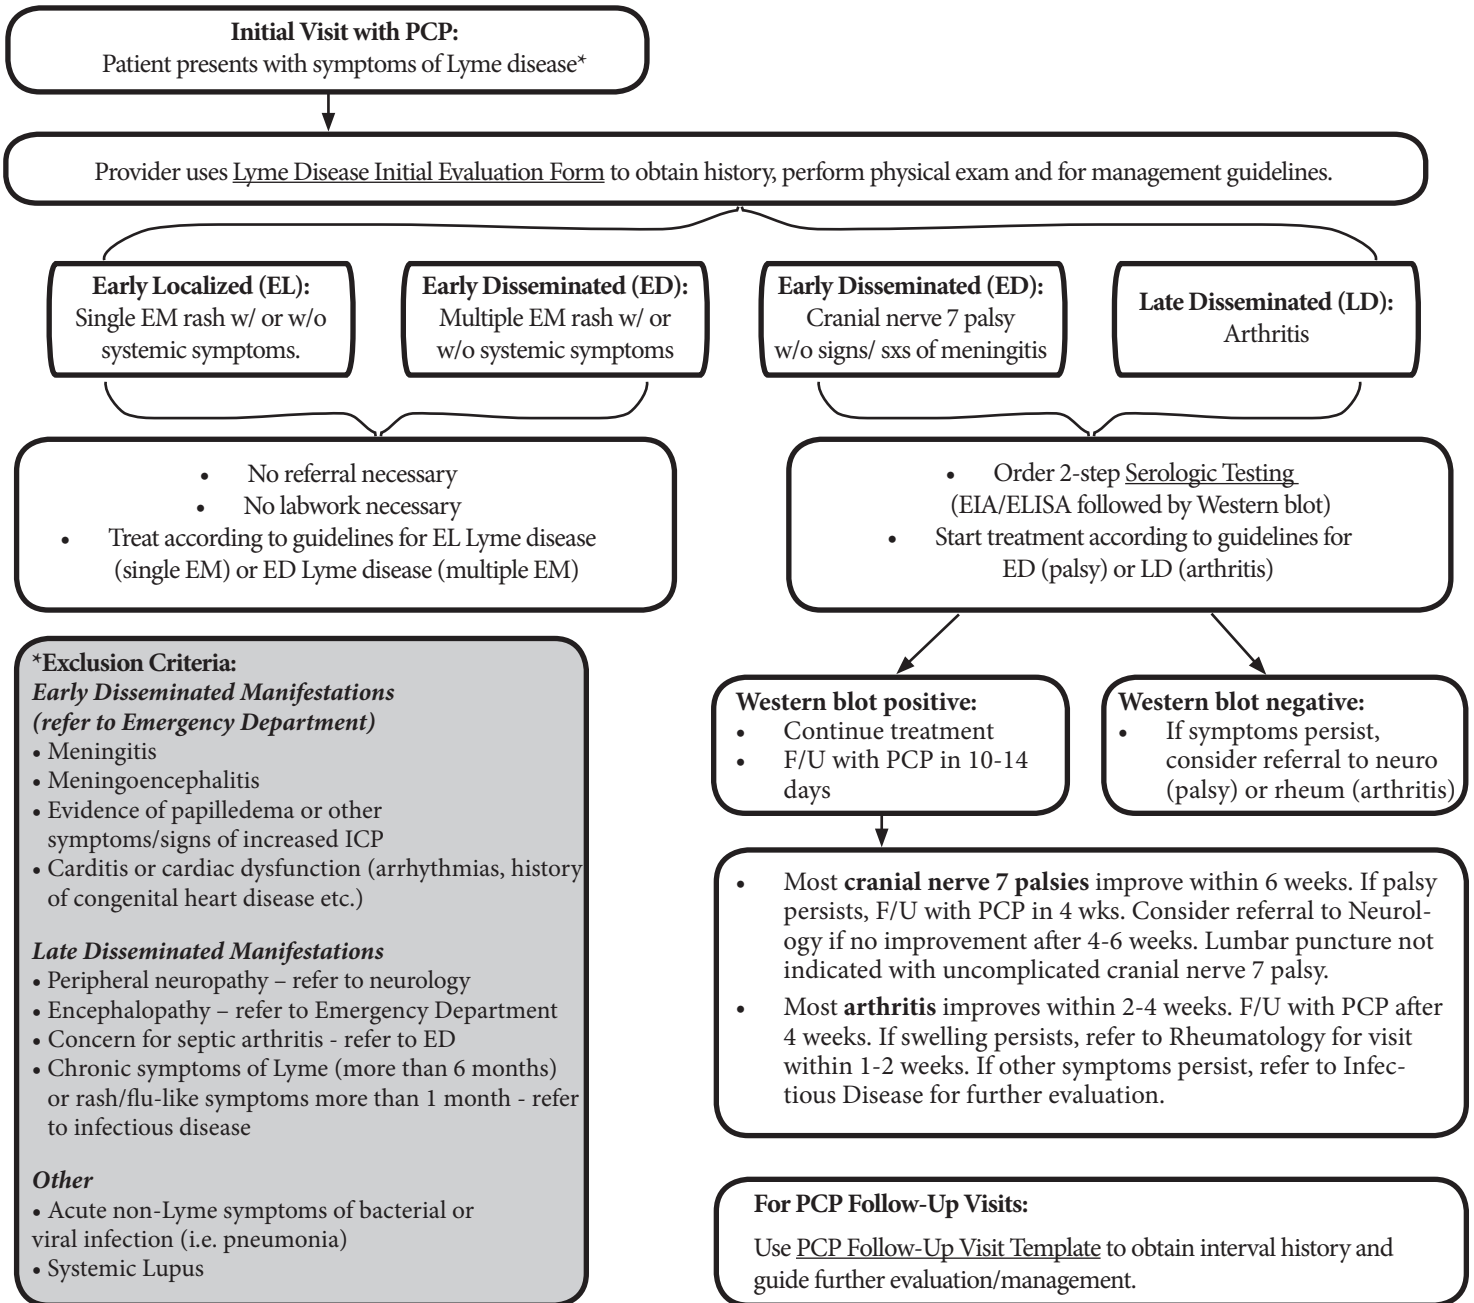 Initial Visit with PCP:
Patient presents with symptoms of Lyme disease*
Provider uses Lyme Disease Initial Evaluation Form to obtain history, perform physical exam and for management guidelines.
Early Localized (EL):
Single EM rash w/ or w/o
systemic symptoms.
Early Disseminated (ED):
Multiple EM rash w/ or
w/o systemic symptoms
Early Disseminated (ED):
Cranial nerve 7 palsy
w/o signs/ sxs of meningitis
Late Disseminated (LD):
Arthritis
• No referral necessary
• No labwork necessary
• Treat according to guidelines for EL Lyme disease
(single EM) or ED Lyme disease (multiple EM)
• Order 2-step Serologic Testing
(EIA/ELISA followed by Western blot)
• Start treatment according to guidelines for
ED (palsy) or LD (arthritis)
*Exclusion Criteria:
Early Disseminated Manifestations
(refer to Emergency Department)
• Meningitis
• Meningoencephalitis
• Evidence of papilledema or other
symptoms/signs of increased ICP
• Carditis or cardiac dysfunction (arrhythmias, history
of congenital heart disease etc.)
Late Disseminated Manifestations
• Peripheral neuropathy – refer to neurology
• Encephalopathy – refer to Emergency Department
• Concern for septic arthritis - refer to ED
• Chronic symptoms of Lyme (more than 6 months)
or rash/flu-like symptoms more than 1 month - refer
to infectious disease
Other
• Acute non-Lyme symptoms of bacterial or
viral infection (i.e. pneumonia)
• Systemic Lupus
Western blot positive:
• Continue treatment
• F/U with PCP in 10-14
days
Western blot negative:
• If symptoms persist,
consider referral to neuro
(palsy) or rheum (arthritis)
• Most cranial nerve 7 palsies improve within 6 weeks. If palsy
persists, F/U with PCP in 4 wks. Consider referral to Neurol-
ogy if no improvement after 4-6 weeks. Lumbar puncture not
indicated with uncomplicated cranial nerve 7 palsy.
• Most arthritis improves within 2-4 weeks. F/U with PCP after
4 weeks. If swelling persists, refer to Rheumatology for visit
within 1-2 weeks. If other symptoms persist, refer to Infec-
tious Disease for further evaluation.
For PCP Follow-Up Visits:
Use PCP Follow-Up Visit Template to obtain interval history and
guide further evaluation/management.